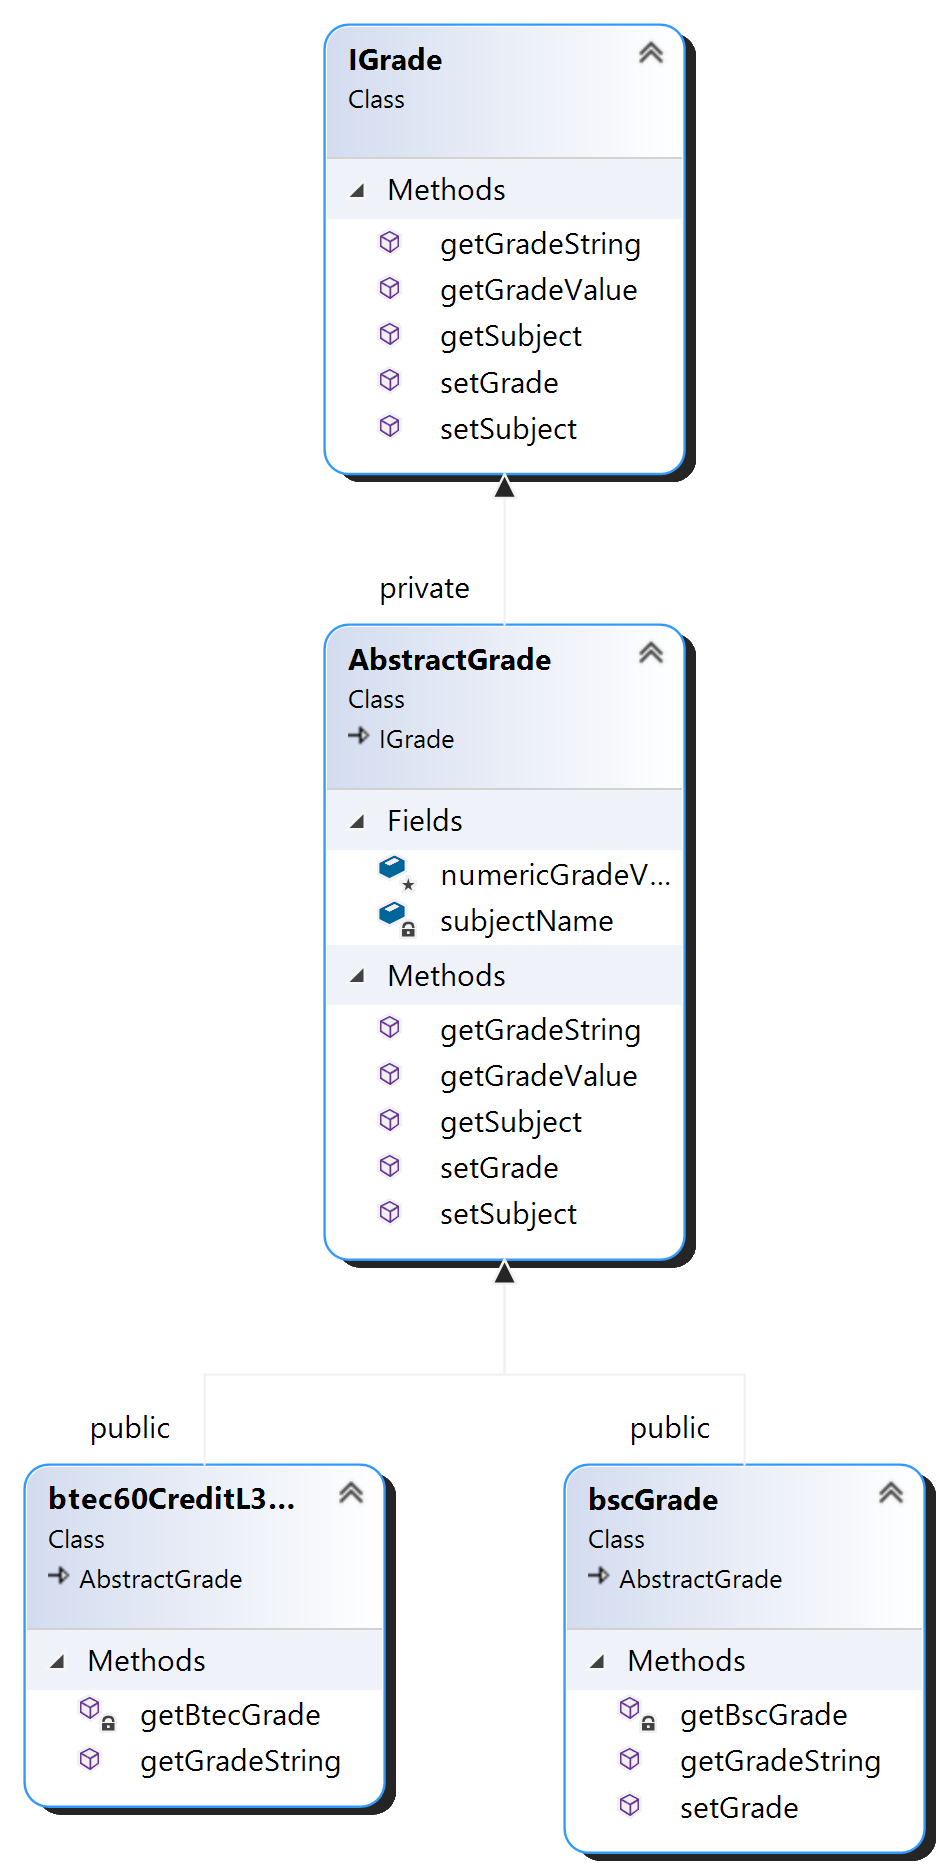 IGrade
Class
Methods
getGradeString
getGradeValue
getSubject
setGrade
setSubject
private
AbstractGrade
Class
IGrade
Fields
numericGradeV...
subjectName
Methods
getGradeString
getGradeValue
getSubject
setGrade
setSubject
public
btec60CreditL3...
Class
AbstractGrade
Methods
getBtecGrade
getGradeString
public
bscGrade
Class
AbstractGrade
Methods
getBscGrade
getGradeString
setGrade